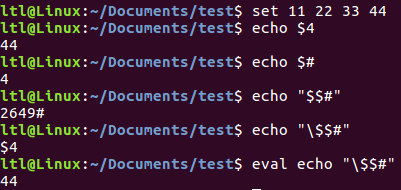 ltl@Linux:~/Documents/test$ set 11 22 33 44
ltl@Linux:~/Documents/test$ echo $4
44
ltl@Linux:~/Documents/test$ echo $#
4
ltl@Linux:~/Documents/test$ echo "$$#"
2649#
ltl@Linux:~/Documents/test$ echo "\$$#"
$4
ltl@Linux:~/Documents/test$ eval echo "\$$#"
44